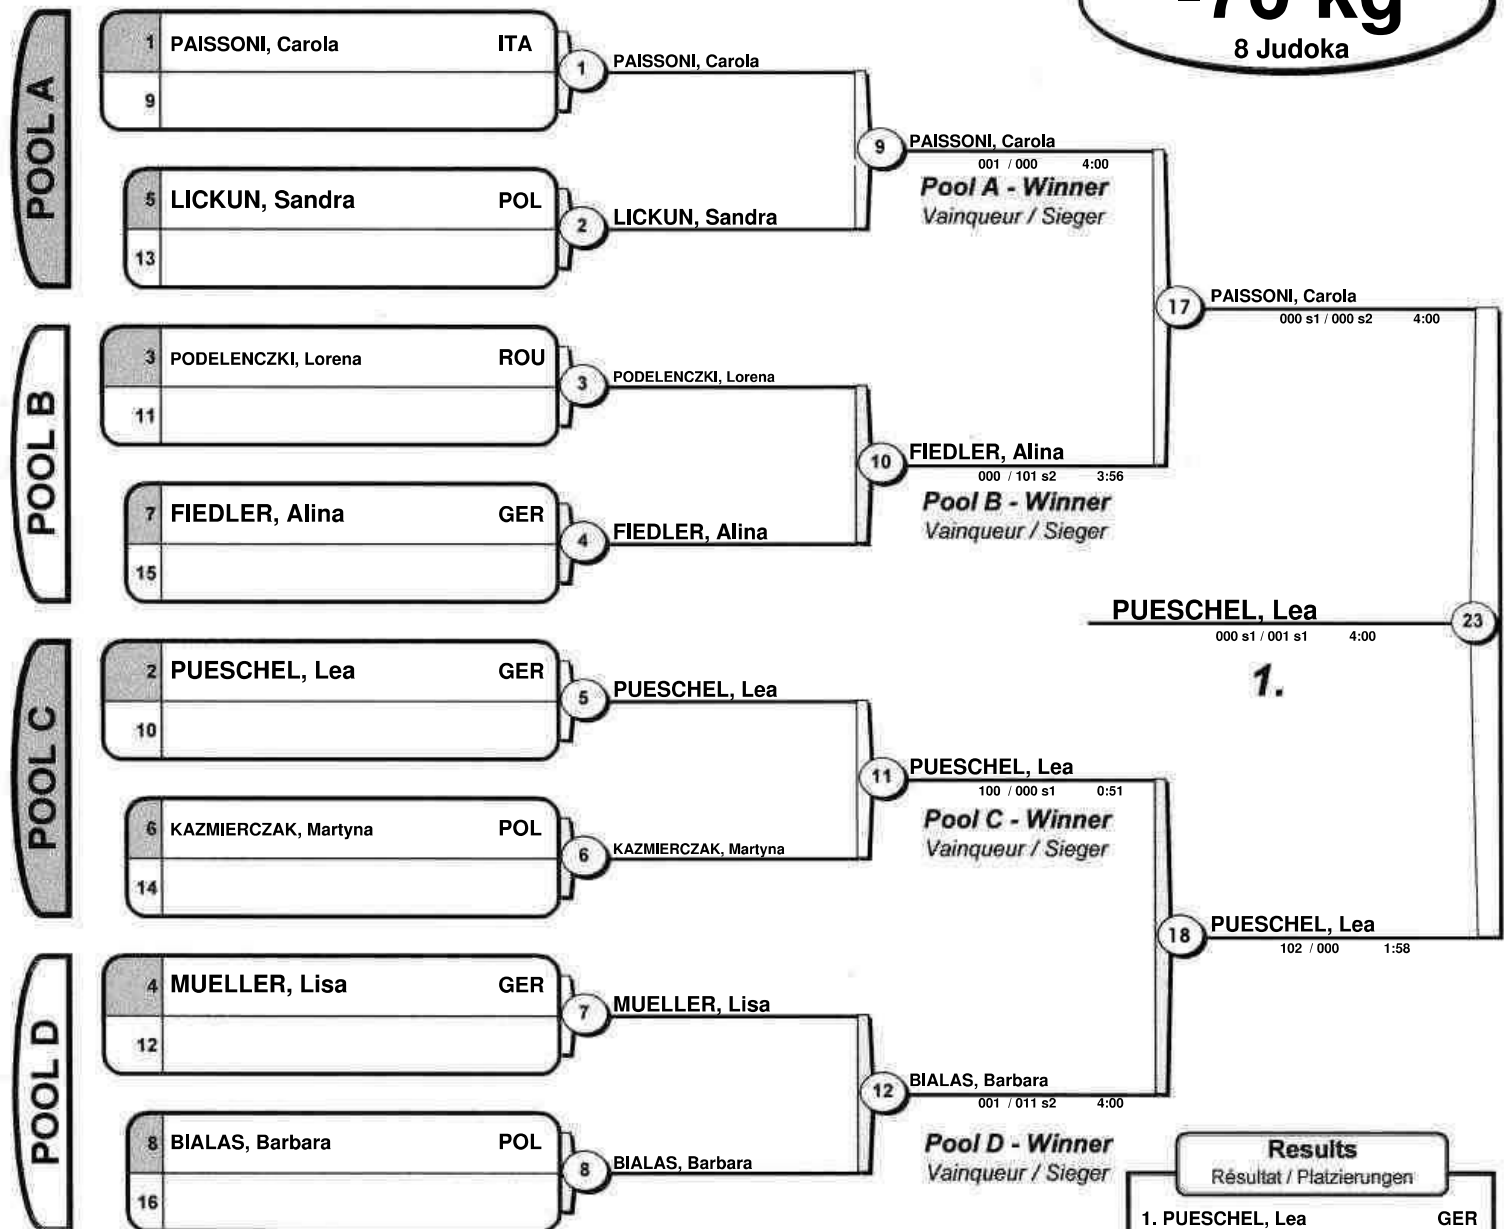 -70 kg
8 Judoka
POOL A
1 PAISSONI, Carola ITA
9
1 PAISSONI, Carola
5 LICKUN, Sandra POL
13
2 LICKUN, Sandra
9 PAISSONI, Carola
001 / 000 4:00
Pool A - Winner
Vainqueur / Sieger
POOL B
3 PODELENCZKI, Lorena ROU
11
3 PODELENCZKI, Lorena
7 FIEDLER, Alina GER
15
4 FIEDLER, Alina
10 FIEDLER, Alina
000 / 101 s2 3:56
Pool B - Winner
Vainqueur / Sieger
17 PAISSONI, Carola
000 s1 / 000 s2 4:00
PUESCHEL, Lea 23
000 s1 / 001 s1 4:00
1.
POOL C
2 PUESCHEL, Lea GER
10
5 PUESCHEL, Lea
6 KAZMIERCZAK, Martyna POL
14
6 KAZMIERCZAK, Martyna
11 PUESCHEL, Lea
100 / 000 s1 0:51
Pool C - Winner
Vainqueur / Sieger
POOL D
4 MUELLER, Lisa GER
12
7 MUELLER, Lisa
8 BIALAS, Barbara POL
16
8 BIALAS, Barbara
12 BIALAS, Barbara
001 / 011 s2 4:00
Pool D - Winner
Vainqueur / Sieger
18 PUESCHEL, Lea
102 / 000 1:58
Results
Résultat / Platzierungen
1. PUESCHEL, Lea GER